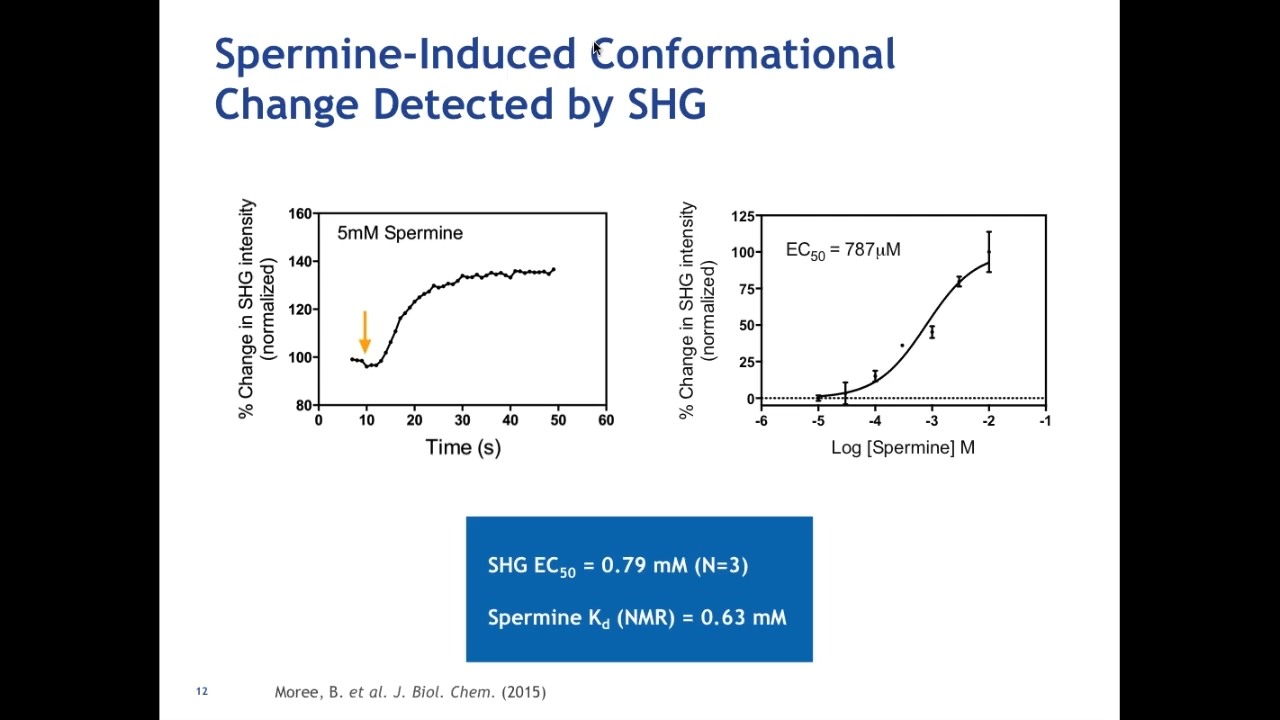 Spermine-Induced Conformational
Change Detected by SHG
% Change in SHG intensity
(normalized)
160
140
120
100
80
5mM Spermine
0 10 20 30 40 50 60
Time (s)
% Change in SHG intensity
(normalized)
125
100
75
50
25
0
EC50 = 787µM
-6 -5 -4 -3 -2 -1
Log [Spermine] M
SHG EC50 = 0.79 mM (N=3)
Spermine Kd (NMR) = 0.63 mM
12
Moree, B. et al. J. Biol. Chem. (2015)